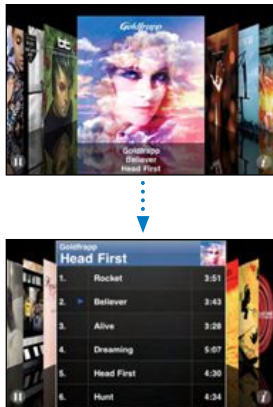 Goldfrapp
Goldfrapp
Believer
Head First
Goldfrapp
Head First
1. Rocket 3:51
2. Believer 3:43
3. Alive 3:28
4. Dreaming 5:07
5. Head First 4:30
6. Hunt 4:34